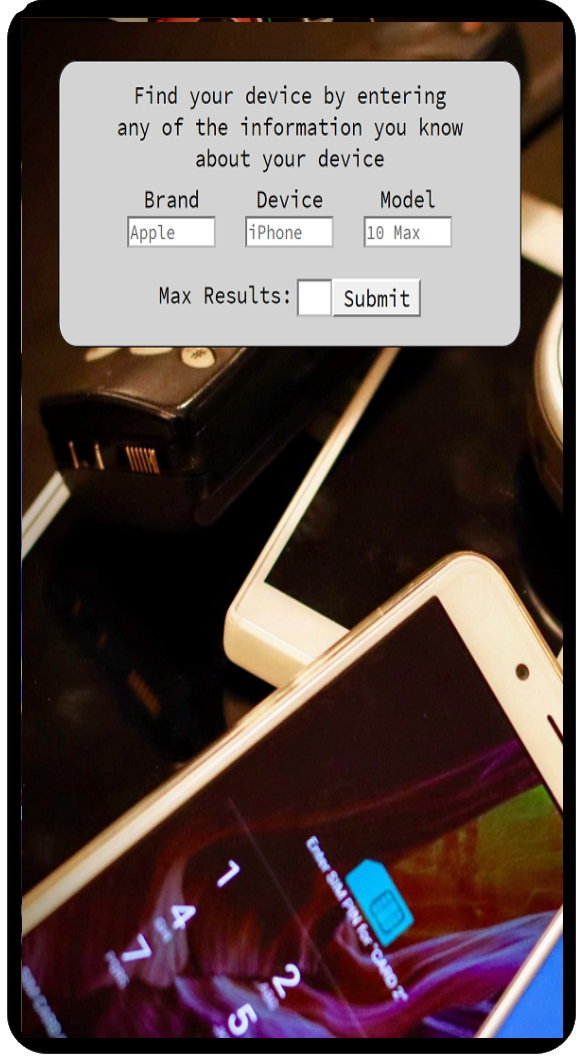 Find your device by entering
any of the information you know
about your device
Brand Device Model
Apple iPhone 10 Max
Max Results: Submit
Enter SIM PIN for "CARD 2"
1
2
4
5
7